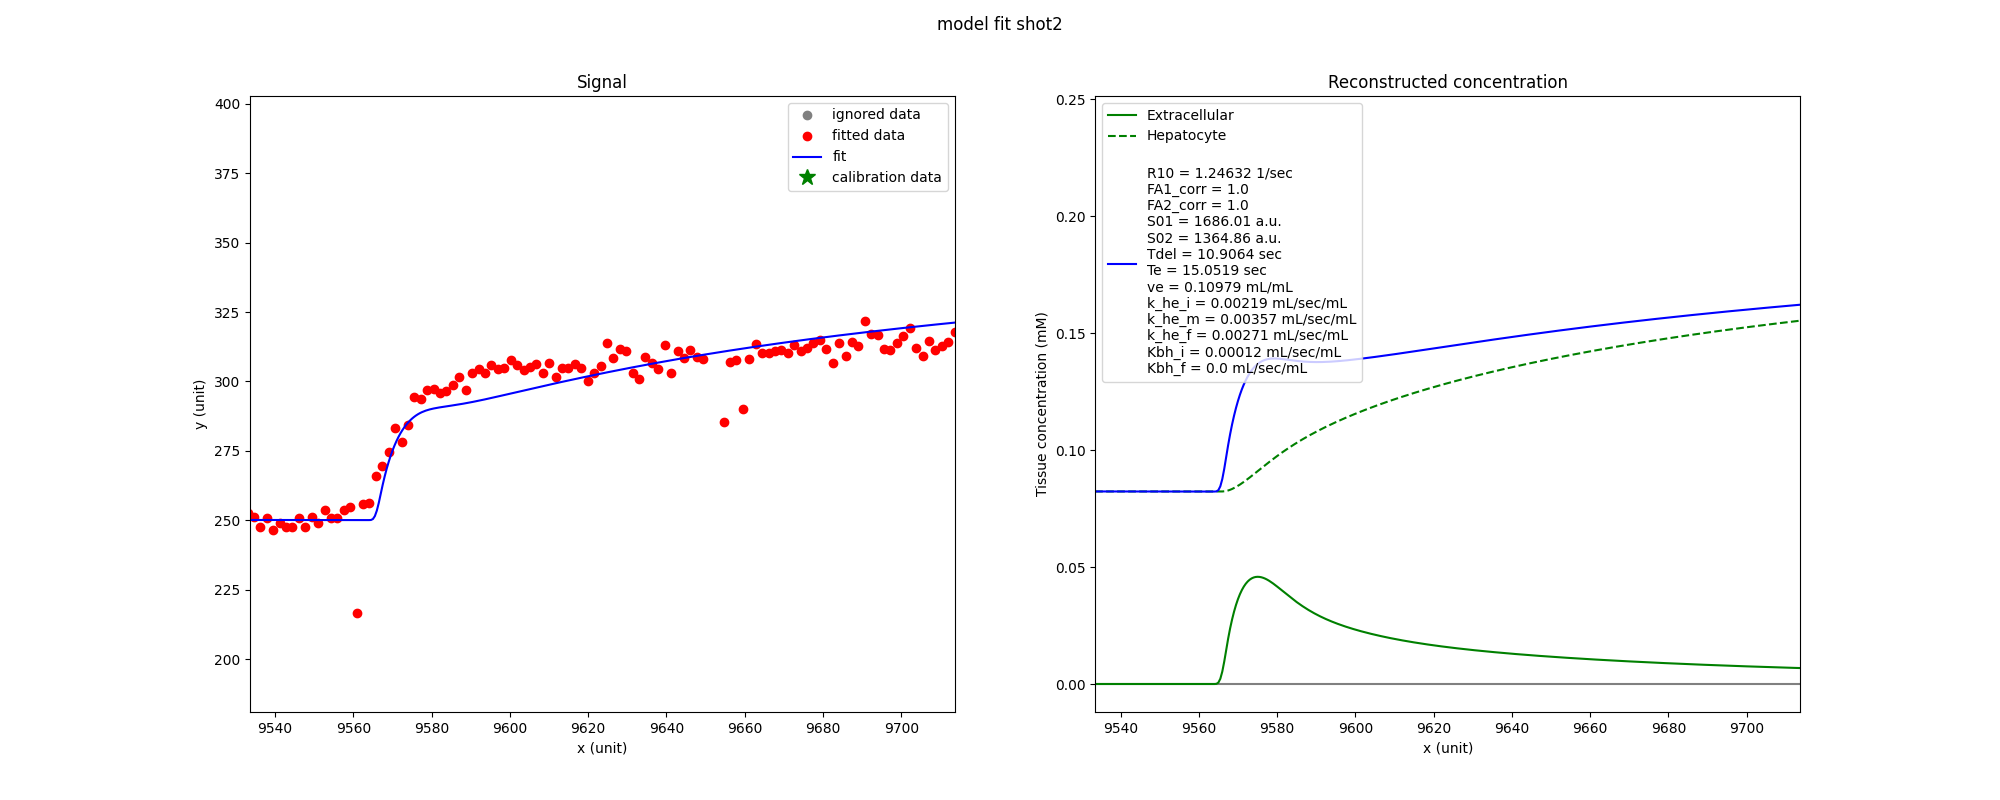 model fit shot2
Signal
400
375
350
325
300
275
250
225
200
y (unit)
9540 9560 9580 9600 9620 9640 9660 9680 9700
x (unit)
ignored data
fitted data
fit
calibration data
Reconstructed concentration
0.25
0.20
0.15
0.10
0.05
0.00
Tissue concentration (mM)
9540 9560 9580 9600 9620 9640 9660 9680 9700
x (unit)
Extracellular
Hepatocyte
R10 = 1.24632 1/sec
FA1_corr = 1.0
FA2_corr = 1.0
S01 = 1686.01 a.u.
S02 = 1364.86 a.u.
Tdel = 10.9064 sec
Te = 15.0519 sec
ve = 0.10979 mL/mL
k_he_i = 0.00219 mL/sec/mL
k_he_m = 0.00357 mL/sec/mL
k_he_f = 0.00271 mL/sec/mL
Kbh_i = 0.00012 mL/sec/mL
Kbh_f = 0.0 mL/sec/mL